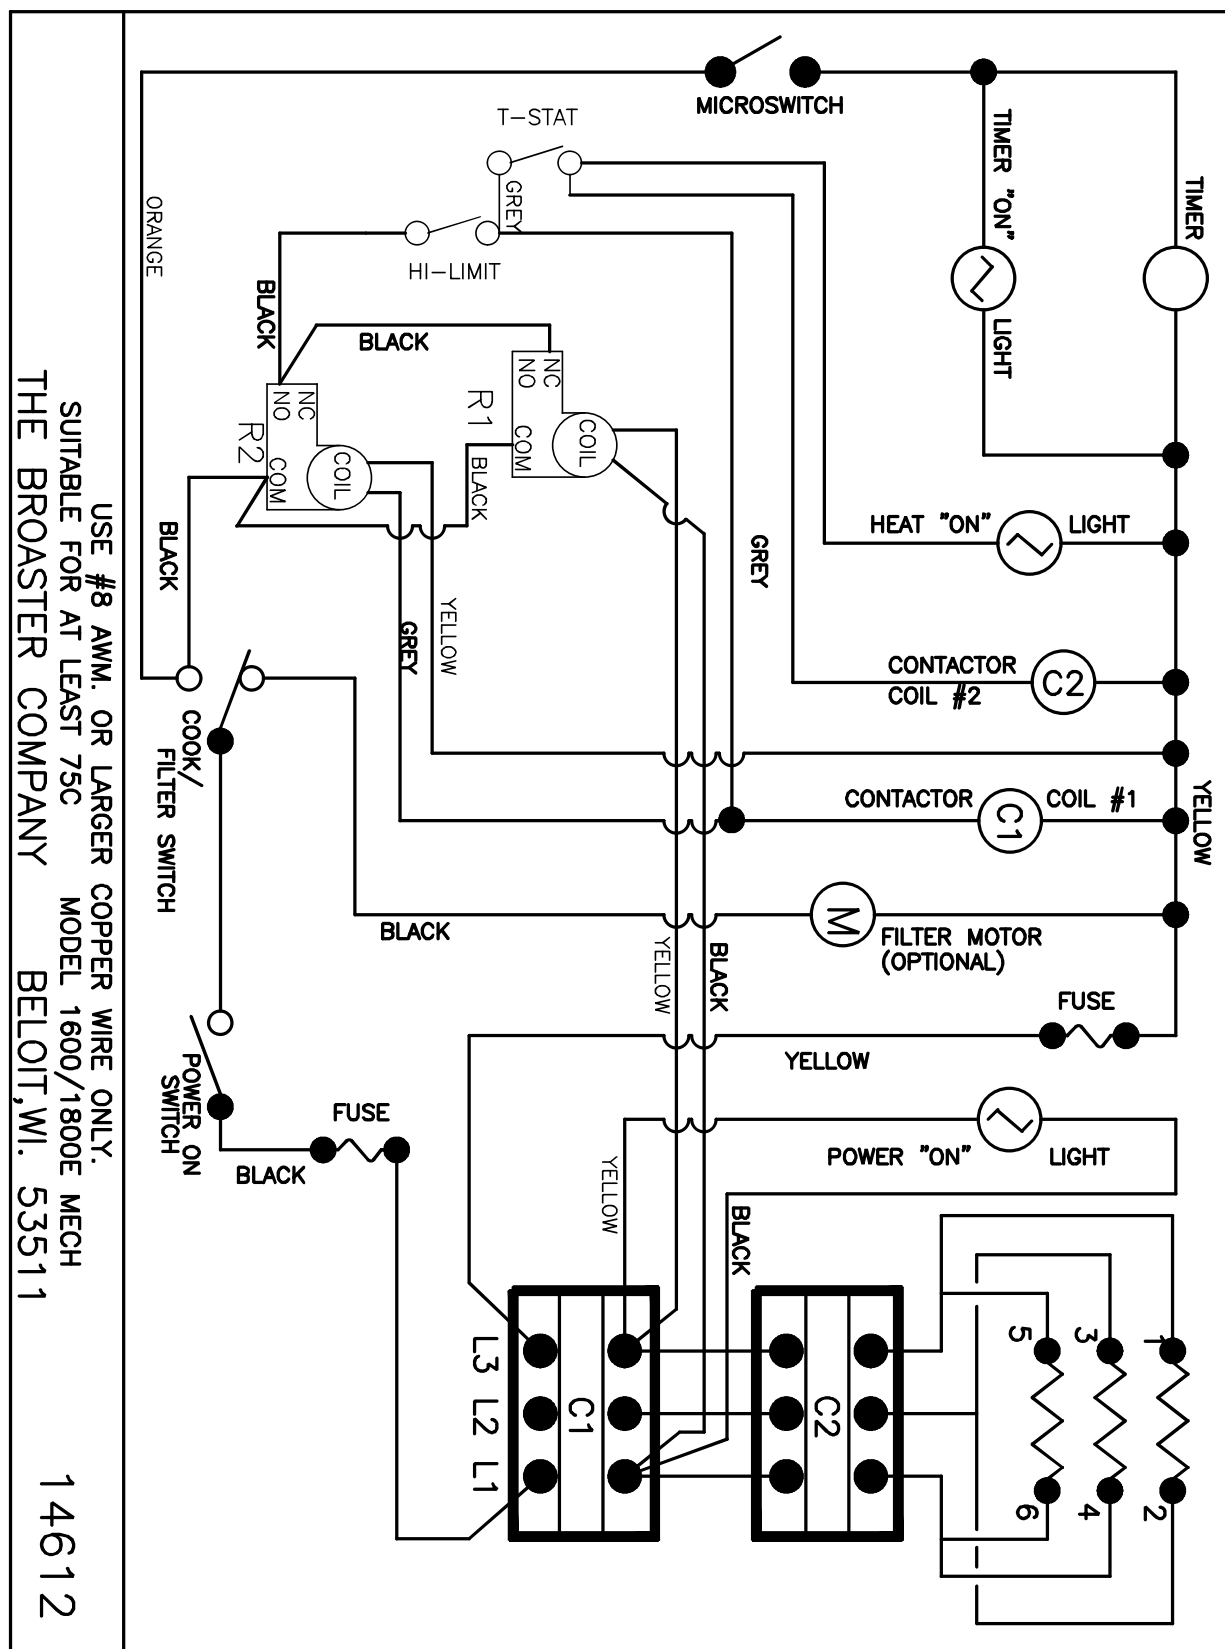 MICROSWITCH
T-STAT
GREY
HI-LIMIT
ORANGE
BLACK
BLACK
TIMER "ON"
LIGHT
TIMER
NC
NO
COM
COIL
R1
NC
NO
COM
COIL
R2
BLACK
BLACK
YELLOW
GREY
GREY
HEAT "ON" LIGHT
CONTACTOR
COIL #2
C2
CONTACTOR COIL #1
C1
YELLOW
COOK/
FILTER SWITCH
BLACK
M
FILTER MOTOR
(OPTIONAL)
YELLOW
BLACK
FUSE
YELLOW
POWER ON
SWITCH
FUSE
BLACK
POWER "ON" LIGHT
YELLOW
BLACK
L3
L2
L1
C1
C2
5
3
1
6
4
2
USE #8 AWM. OR LARGER COPPER WIRE ONLY.
SUITABLE FOR AT LEAST 75C MODEL 1600/1800E MECH
THE BROASTER COMPANY BELOIT,WI. 53511 14612